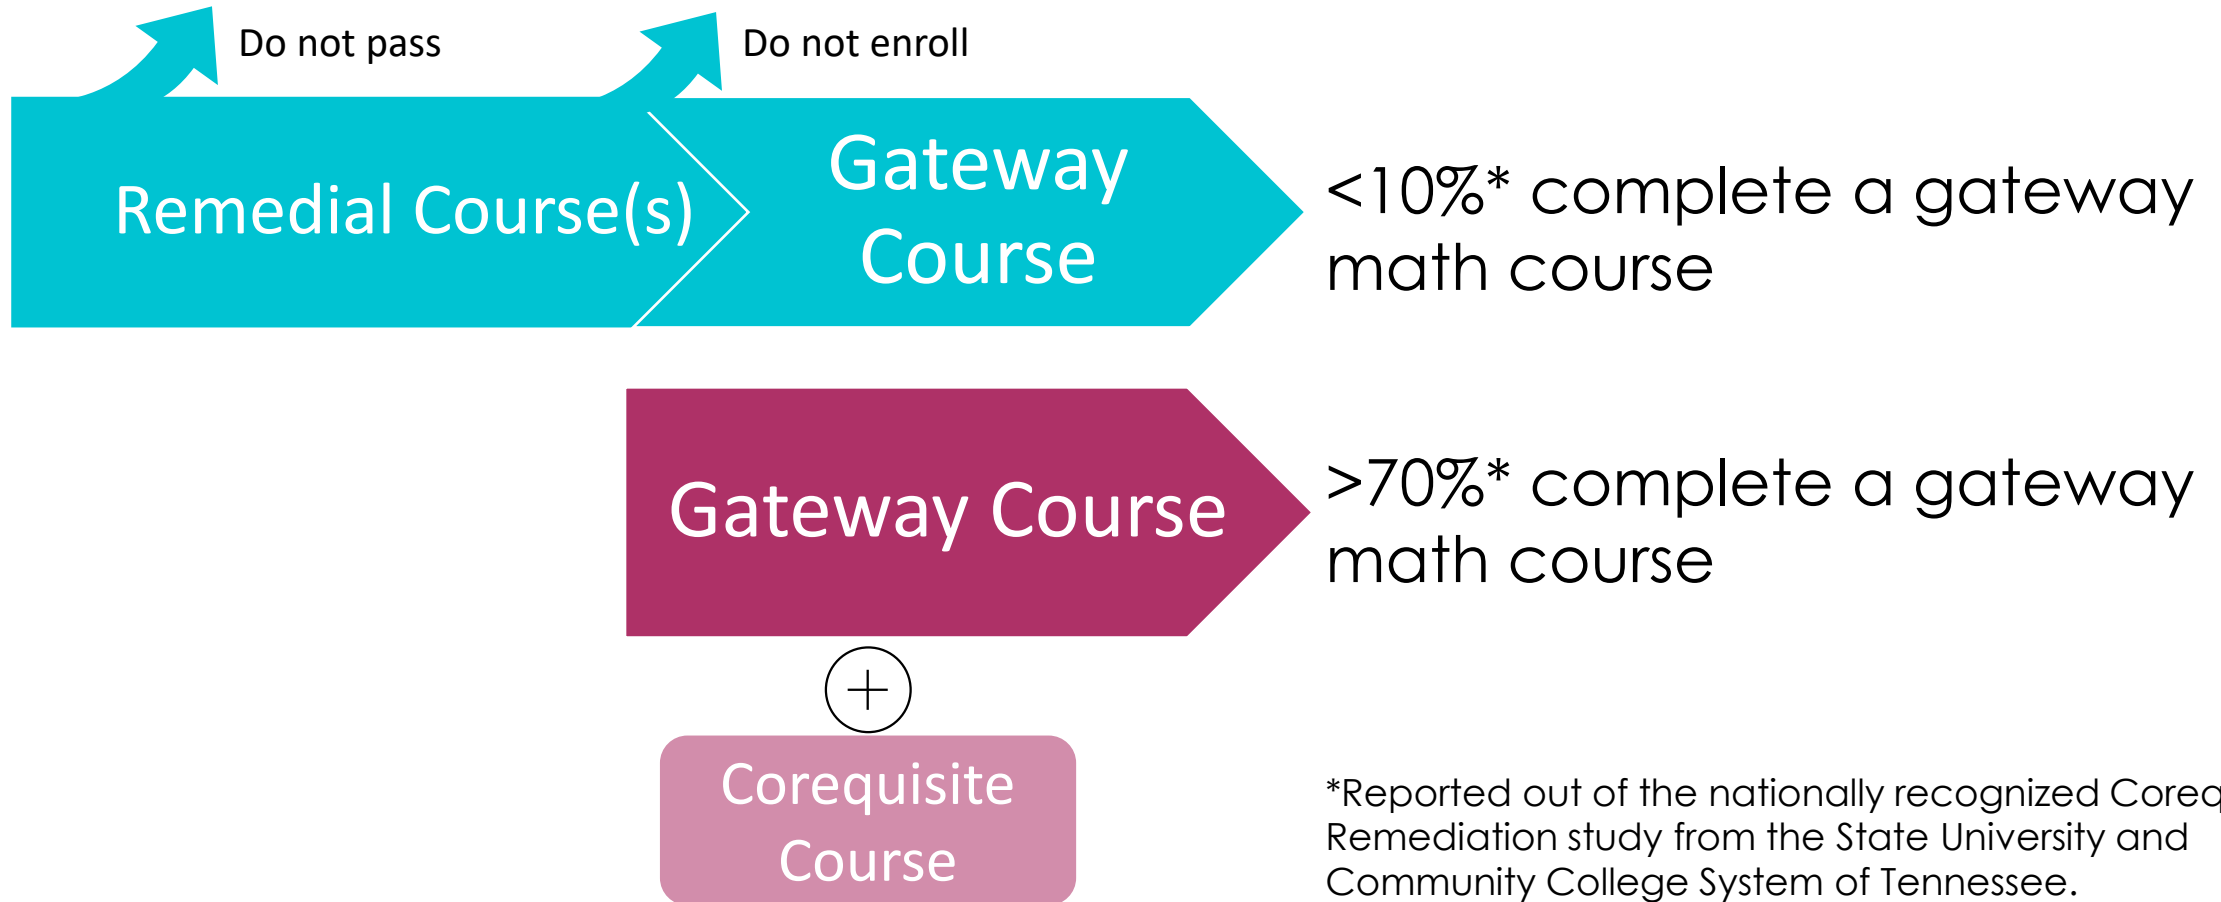 Do not pass
Do not enroll
Remedial Course(s)
Gateway
Course
<10%* complete a gateway
math course
Gateway Course
>70%* complete a gateway
math course
+
Corequisite
Course
*Reported out of the nationally recognized Coreq
Remediation study from the State University and
Community College System of Tennessee.